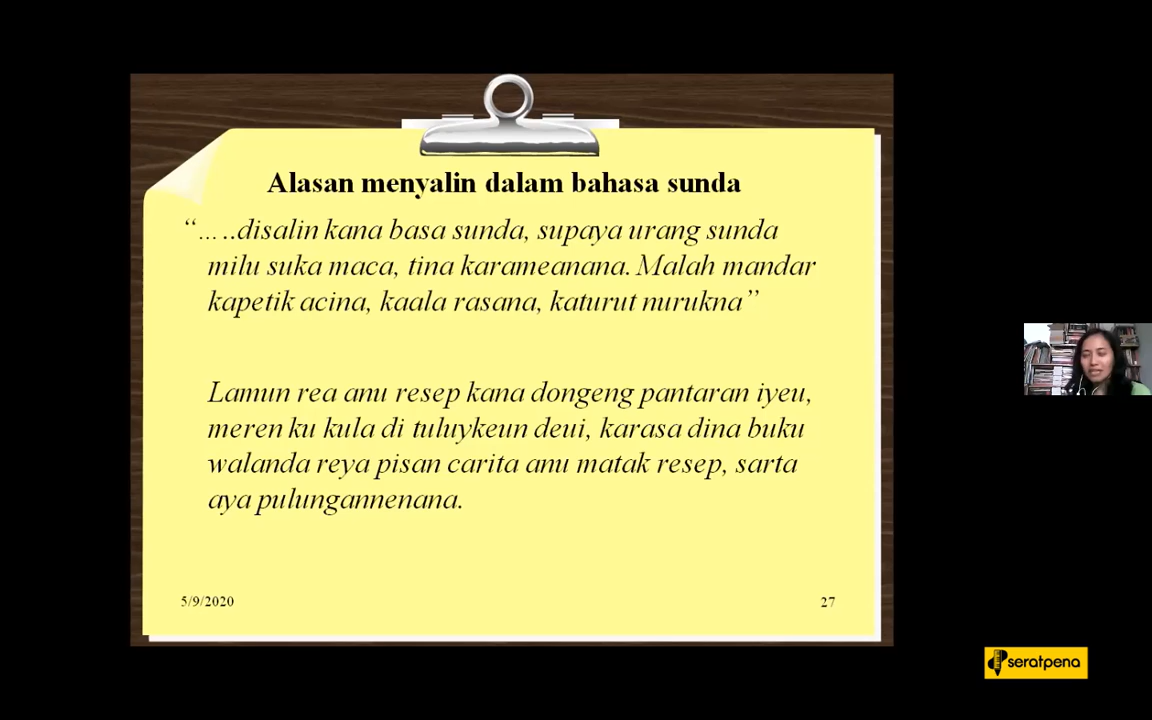 Alasan menyalin dalam bahasa sunda
“…..disalin kana basa sunda, supaya urang sunda
milu suka maca, tina karameanana. Malah mandar
kapetik acina, kaala rasana, katurut nurukna”
Lamun rea anu resep kana dongeng pantaran iyeu,
meren ku kula di tuluykeun deui, karasa dina buku
walanda reya pisan carita anu matak resep, sarta
aya pulungannenana.
5/9/2020
27
seratpena